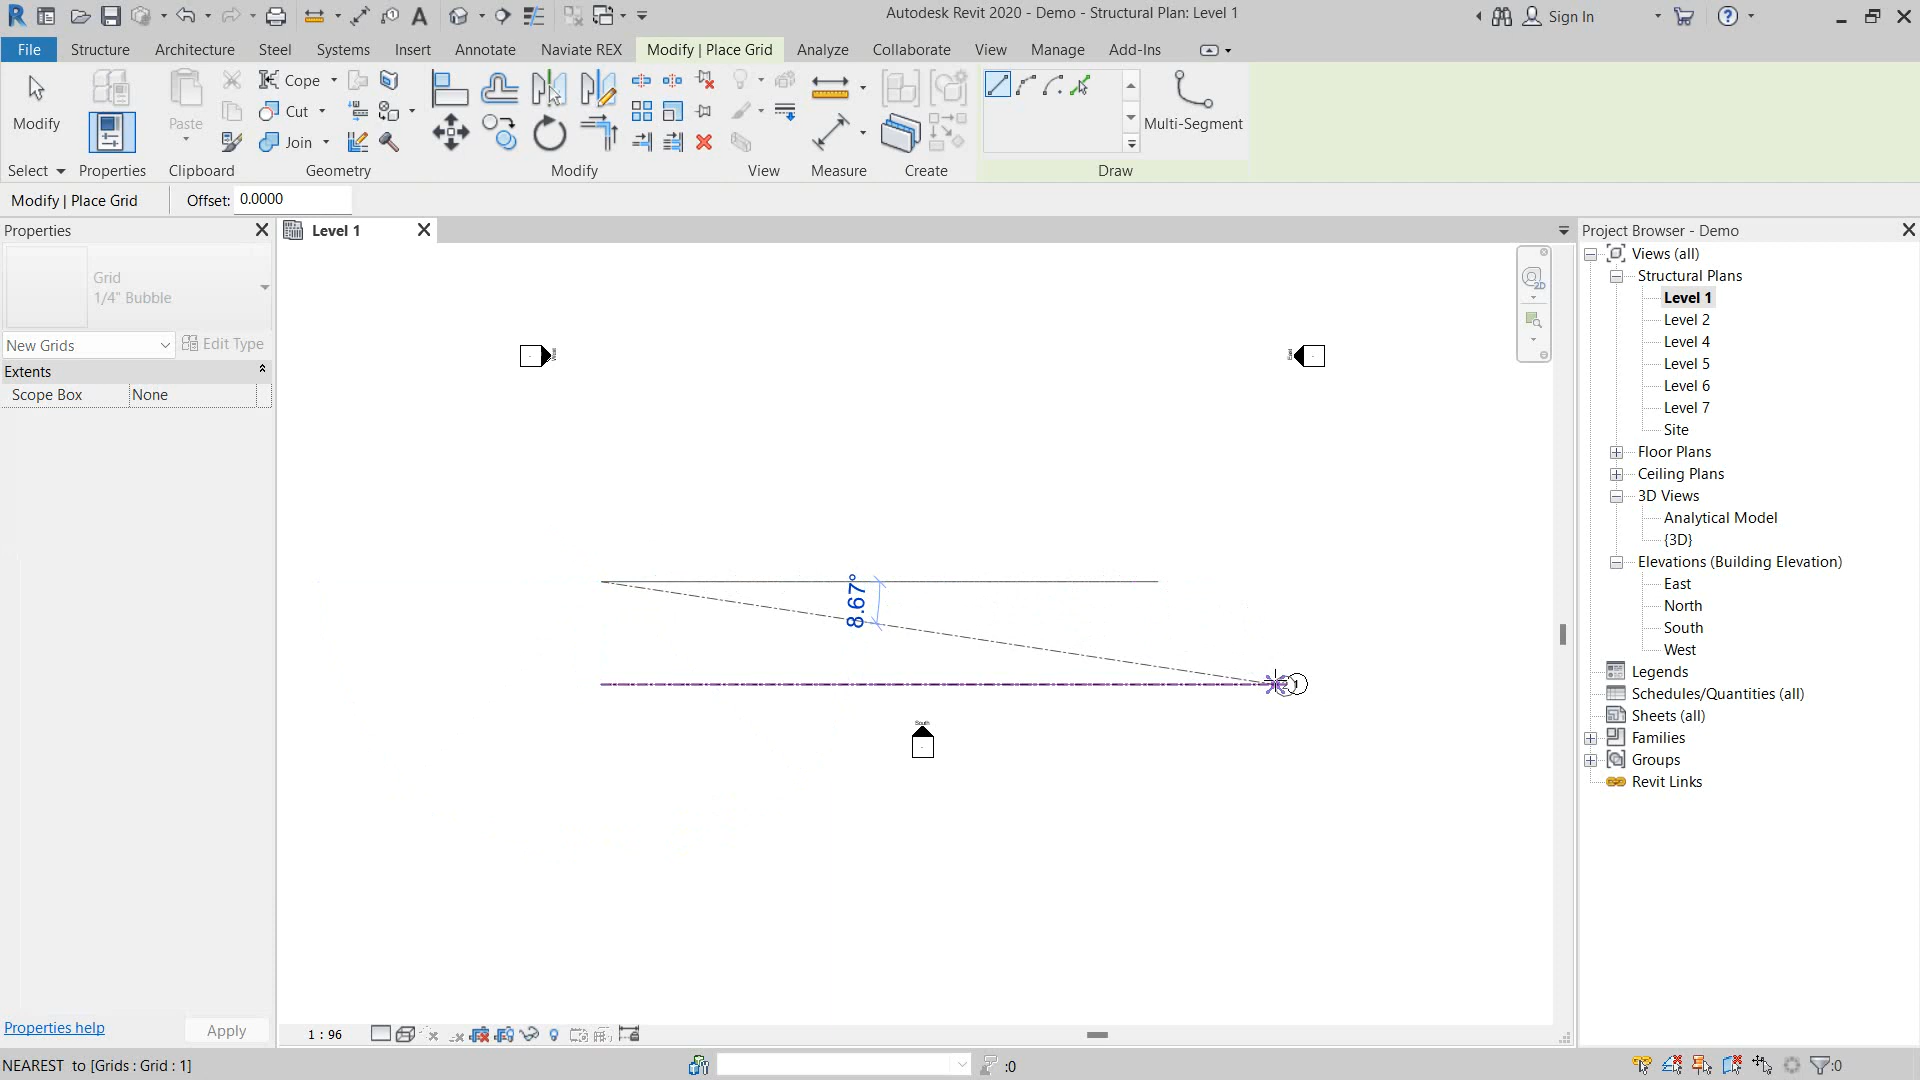 Autodesk Revit 2020 - Demo - Structural Plan: Level 1
Sign In
File
Structure
Architecture
Steel
Systems
Insert
Annotate
Naviate REX
Modify | Place Grid
Analyze
Collaborate
View
Manage
Add-Ins
Modify
Paste
Cope
Cut
Join
Multi-Segment
Select
Properties
Clipboard
Geometry
Modify
View
Measure
Create
Draw
Modify | Place Grid
Offset:
0.0000
Properties
Grid
1/4" Bubble
New Grids
Edit Type
Extents
Scope Box
None
Properties help
Apply
Level 1
West
East
8.67°
1
South
2D
1 : 96
Project Browser - Demo
Views (all)
Structural Plans
Level 1
Level 2
Level 4
Level 5
Level 6
Level 7
Site
Floor Plans
Ceiling Plans
3D Views
Analytical Model
{3D}
Elevations (Building Elevation)
East
North
South
West
Legends
Schedules/Quantities (all)
Sheets (all)
Families
Groups
Revit Links
NEAREST to [Grids : Grid : 1]
:0
:0